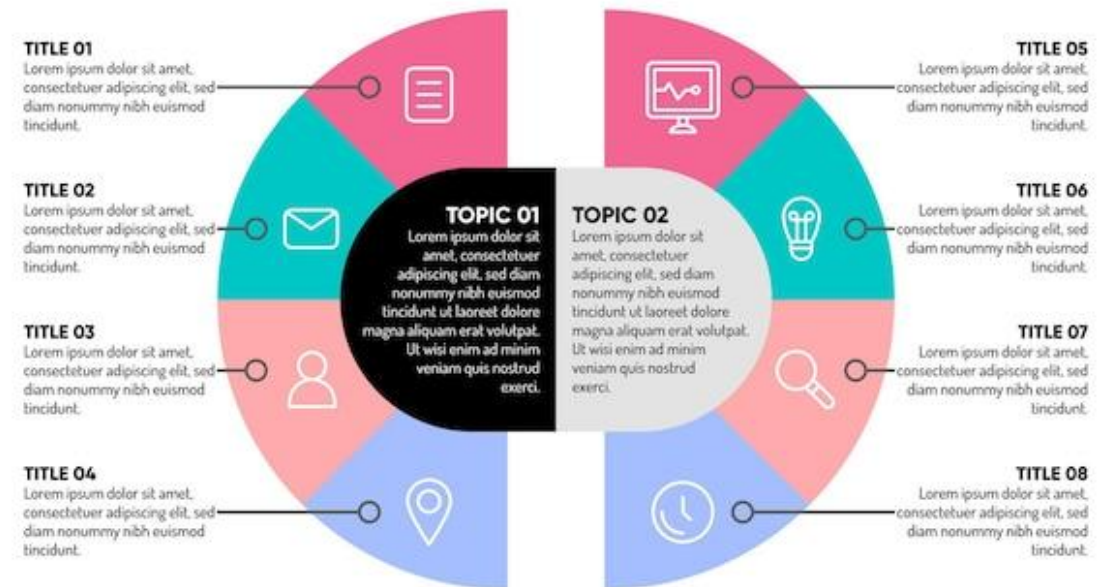 TITLE 01
Lorem ipsum dolor sit amet,
consectetuer adipiscing elit, sed
diam nonummy nibh euismod
tincidunt.
TITLE 02
Lorem ipsum dolor sit amet,
consectetuer adipiscing elit, sed
diam nonummy nibh euismod
tincidunt.
TITLE 03
Lorem ipsum dolor sit amet,
consectetuer adipiscing elit, sed
diam nonummy nibh euismod
tincidunt.
TITLE 04
Lorem ipsum dolor sit amet,
consectetuer adipiscing elit, sed
diam nonummy nibh euismod
tincidunt.
TOPIC 01
Lorem ipsum dolor sit
amet, consectetuer
adipiscing elit, sed diam
nonummy nibh euismod
tincidunt ut laoreet dolore
magna aliquam erat volutpat.
Ut wisi enim ad minim
veniam quis nostrud
exerci.
TOPIC 02
Lorem ipsum dolor sit
amet, consectetuer
adipiscing elit, sed diam
nonummy nibh euismod
tincidunt ut laoreet dolore
magna aliquam erat volutpat.
Ut wisi enim ad minim
veniam quis nostrud
exerci.
TITLE 05
Lorem ipsum dolor sit amet,
consectetuer adipiscing elit, sed
diam nonummy nibh euismod
tincidunt.
TITLE 06
Lorem ipsum dolor sit amet,
consectetuer adipiscing elit, sed
diam nonummy nibh euismod
tincidunt.
TITLE 07
Lorem ipsum dolor sit amet,
consectetuer adipiscing elit, sed
diam nonummy nibh euismod
tincidunt.
TITLE 08
Lorem ipsum dolor sit amet,
consectetuer adipiscing elit, sed
diam nonummy nibh euismod
tincidunt.